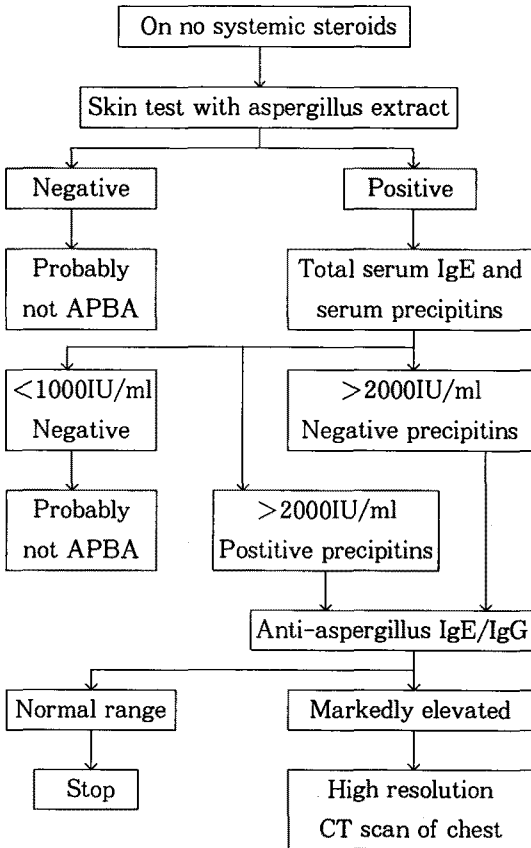 On no systemic steroids
Skin test with aspergillus extract
Negative
Positive
Probably
not APBA
Total serum IgE and
serum precipitins
<1000IU/ml
Negative
>2000IU/ml
Negative precipitins
Probably
not APBA
>2000IU/ml
Postitive precipitins
Anti-aspergillus IgE/IgG
Normal range
Markedly elevated
Stop
High resolution
CT scan of chest